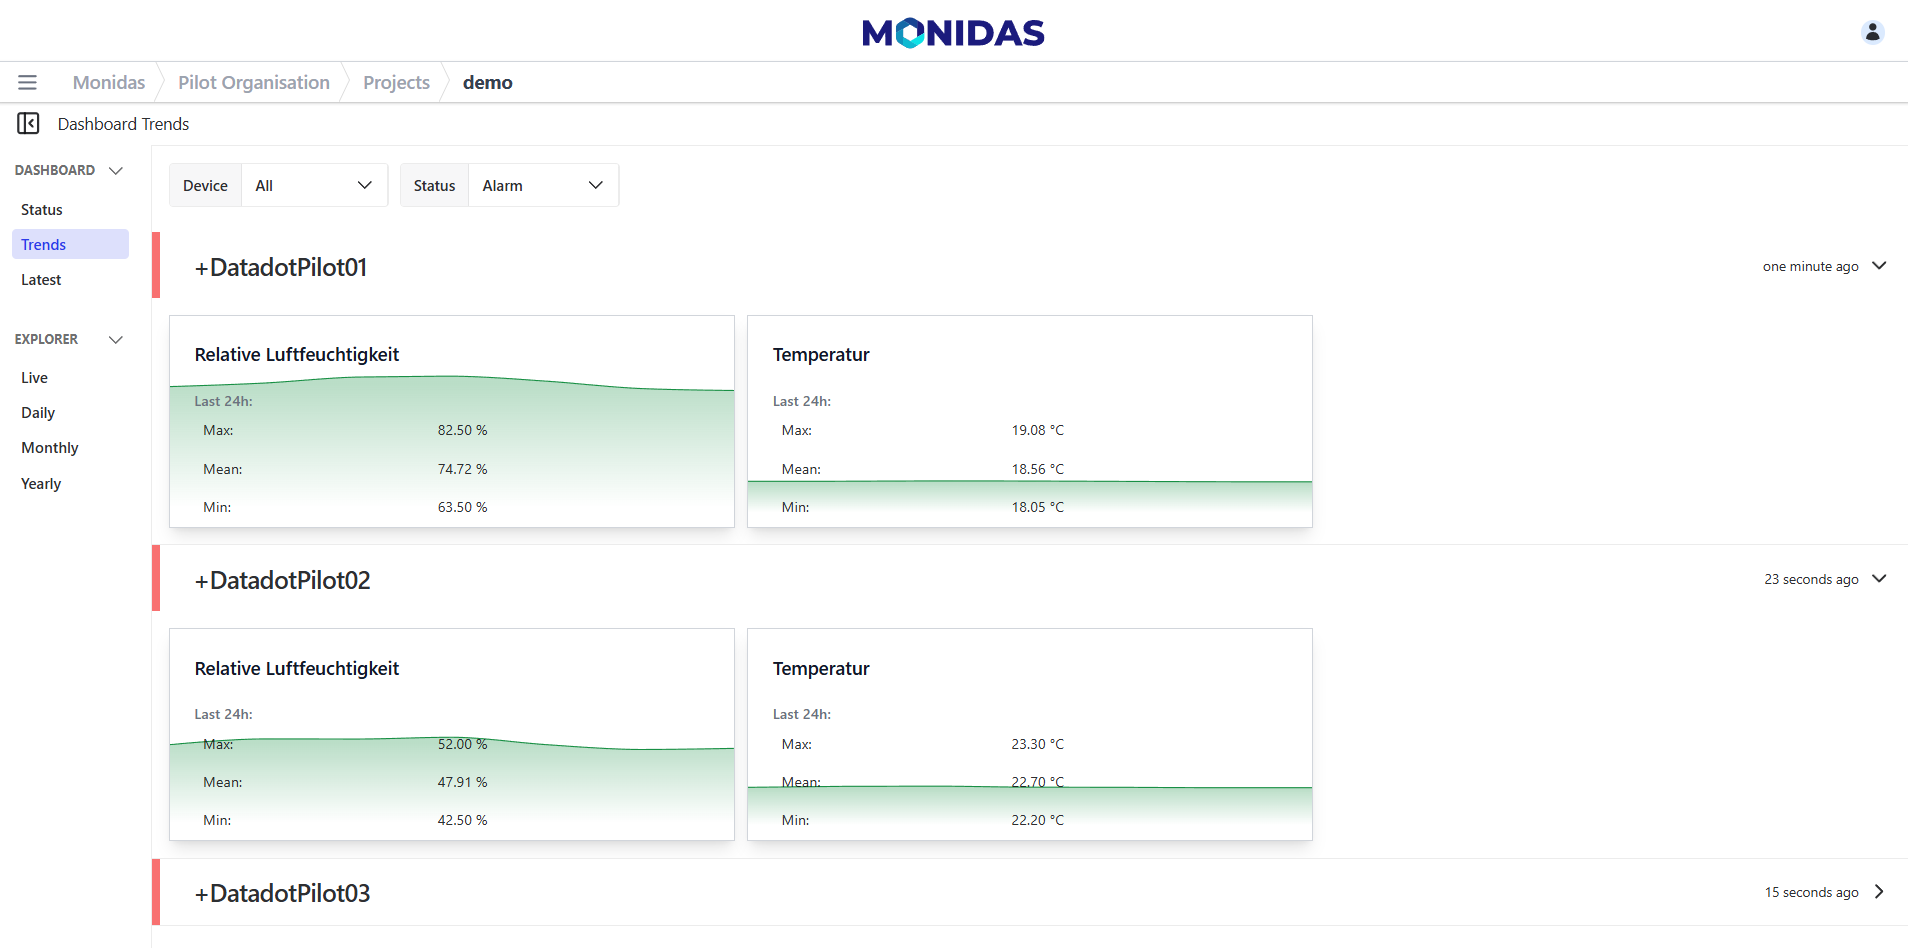 MONIDAS
Monidas Pilot Organisation Projects demo
Dashboard Trends
DASHBOARD
Status
Trends
Latest
EXPLORER
Live
Daily
Monthly
Yearly
Device All Status Alarm
+DatadotPilot01 one minute ago
Relative Luftfeuchtigkeit
Last 24h:
Max: 82.50 %
Mean: 74.72 %
Min: 63.50 %
Temperatur
Last 24h:
Max: 19.08 °C
Mean: 18.56 °C
Min: 18.05 °C
+DatadotPilot02 23 seconds ago
Relative Luftfeuchtigkeit
Last 24h:
Max: 52.00 %
Mean: 47.91 %
Min: 42.50 %
Temperatur
Last 24h:
Max: 23.30 °C
Mean: 22.70 °C
Min: 22.20 °C
+DatadotPilot03 15 seconds ago